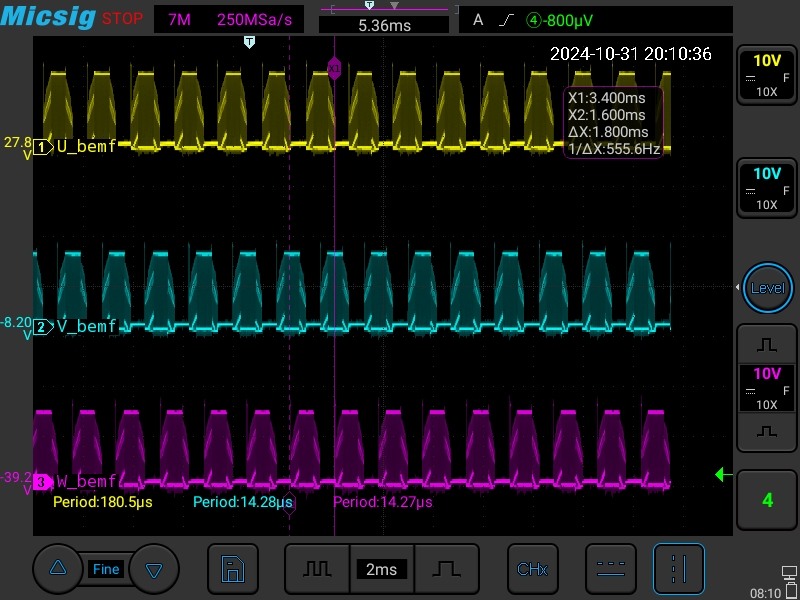 Micsig STOP 7M 250MSa/s T 5.36ms A ④-800μV
T
2024-10-31 20:10:36
X1
X1:3.400ms
X2:1.600ms
ΔX:1.800ms
1/ΔX:555.6Hz
10V
F
10X
27.8
V
1 U_bemf
10V
F
10X
Level
-8.20
V
2 V_bemf
10V
F
10X
-39.2
V
3 W_bemf
Period:180.5μs Period:14.28μs Period:14.27μs
4
Fine
2ms
CHx
08:10